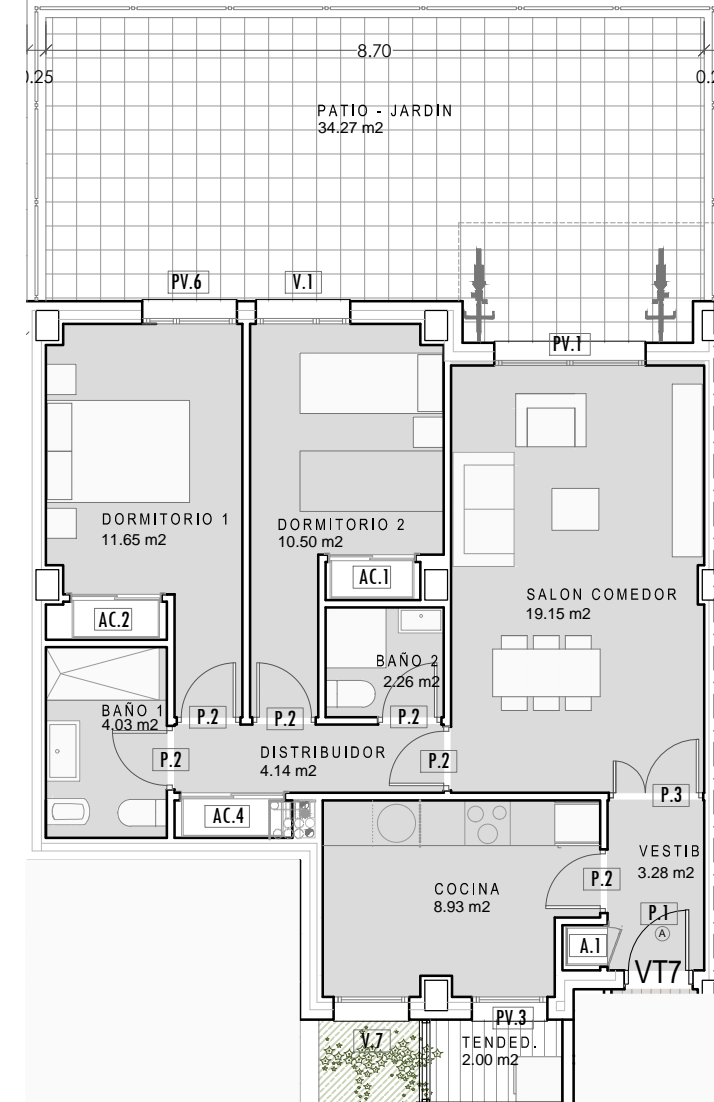 8.70
0.25
0.2
PATIO - JARDIN
34.27 m2
PV.6
V.1
PV.1
DORMITORIO 1
11.65 m2
DORMITORIO 2
10.50 m2
AC.1
AC.2
SALON COMEDOR
19.15 m2
BAÑO 2
2.26 m2
BAÑO 1
4.03 m2
P.2
P.2
P.2
P.2
P.2
DISTRIBUIDOR
4.14 m2
P.3
AC.4
COCINA
8.93 m2
VESTIB
3.28 m2
P.2
P.1
A
A.1
VT7
V.7
PV.3
TENDED.
2.00 m2